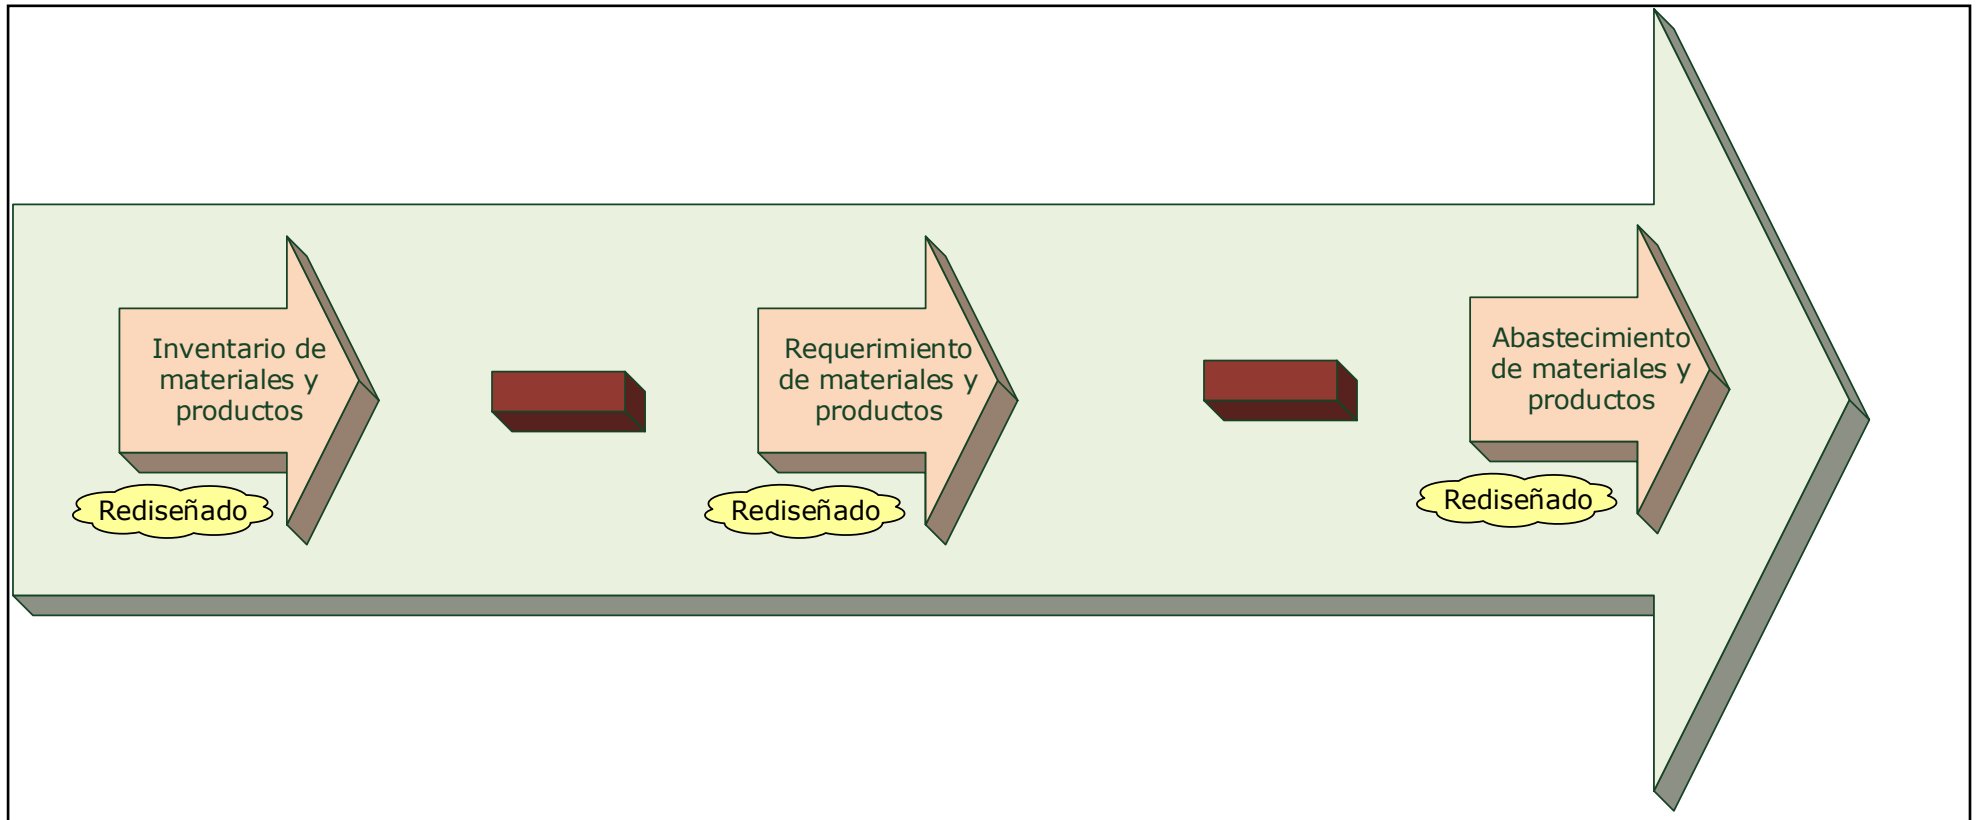 Inventario de
materiales y
productos
Rediseñado
Requerimiento
de materiales y
productos
Rediseñado
Abastecimiento
de materiales y
productos
Rediseñado